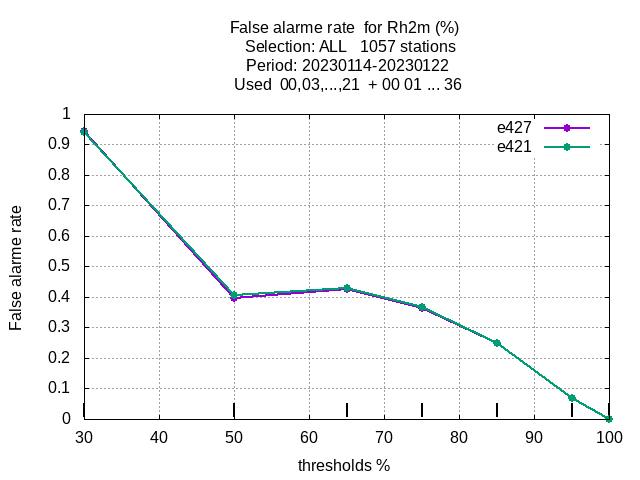 False alarme rate  for Rh2m (%)
Selection: ALL   1057 stations
Period: 20230114-20230122
Used  00,03,...,21  + 00 01 ... 36
e427
e421
1
0.9
0.8
0.7
0.6
0.5
0.4
0.3
0.2
0.1
0
False alarme rate
30 40 50 60 70 80 90 100
thresholds %